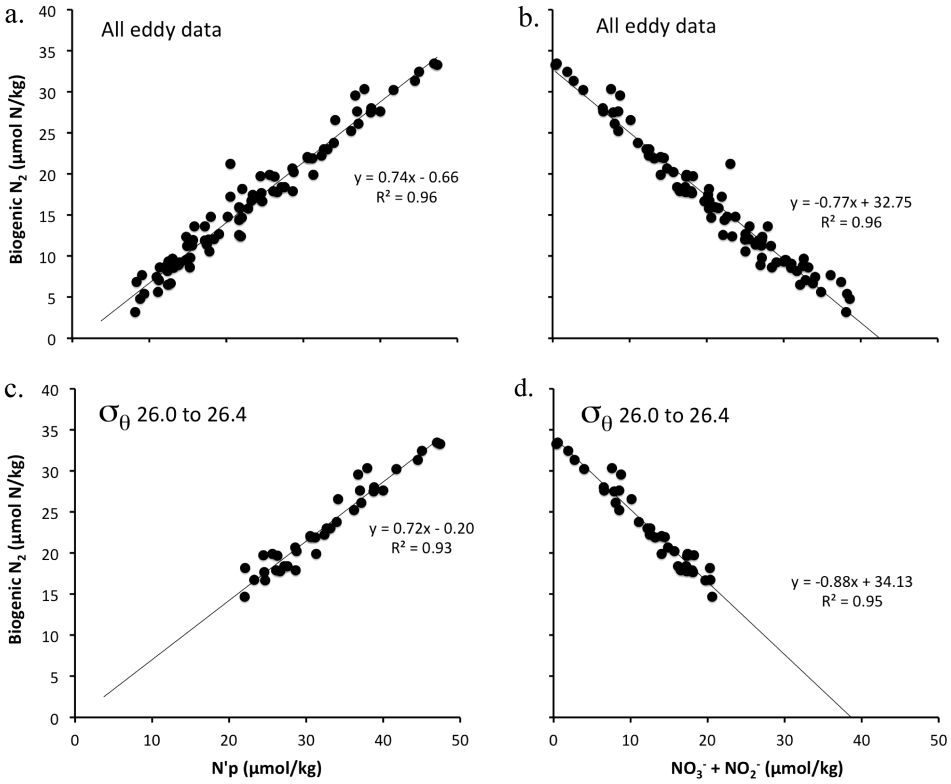 a.
All eddy data
Biogenic N₂ (μmol N/kg)
40
35
30
25
20
15
10
5
0
y = 0.74x - 0.66
R² = 0.96
b.
All eddy data
y = -0.77x + 32.75
R² = 0.96
c.
σθ 26.0 to 26.4
Biogenic N₂ (μmol N/kg)
40
35
30
25
20
15
10
5
0
y = 0.72x - 0.20
R² = 0.93
0 10 20 30 40 50
N'p (μmol/kg)
d.
σθ 26.0 to 26.4
y = -0.88x + 34.13
R² = 0.95
0 10 20 30 40 50
NO₃⁻ + NO₂⁻ (μmol/kg)